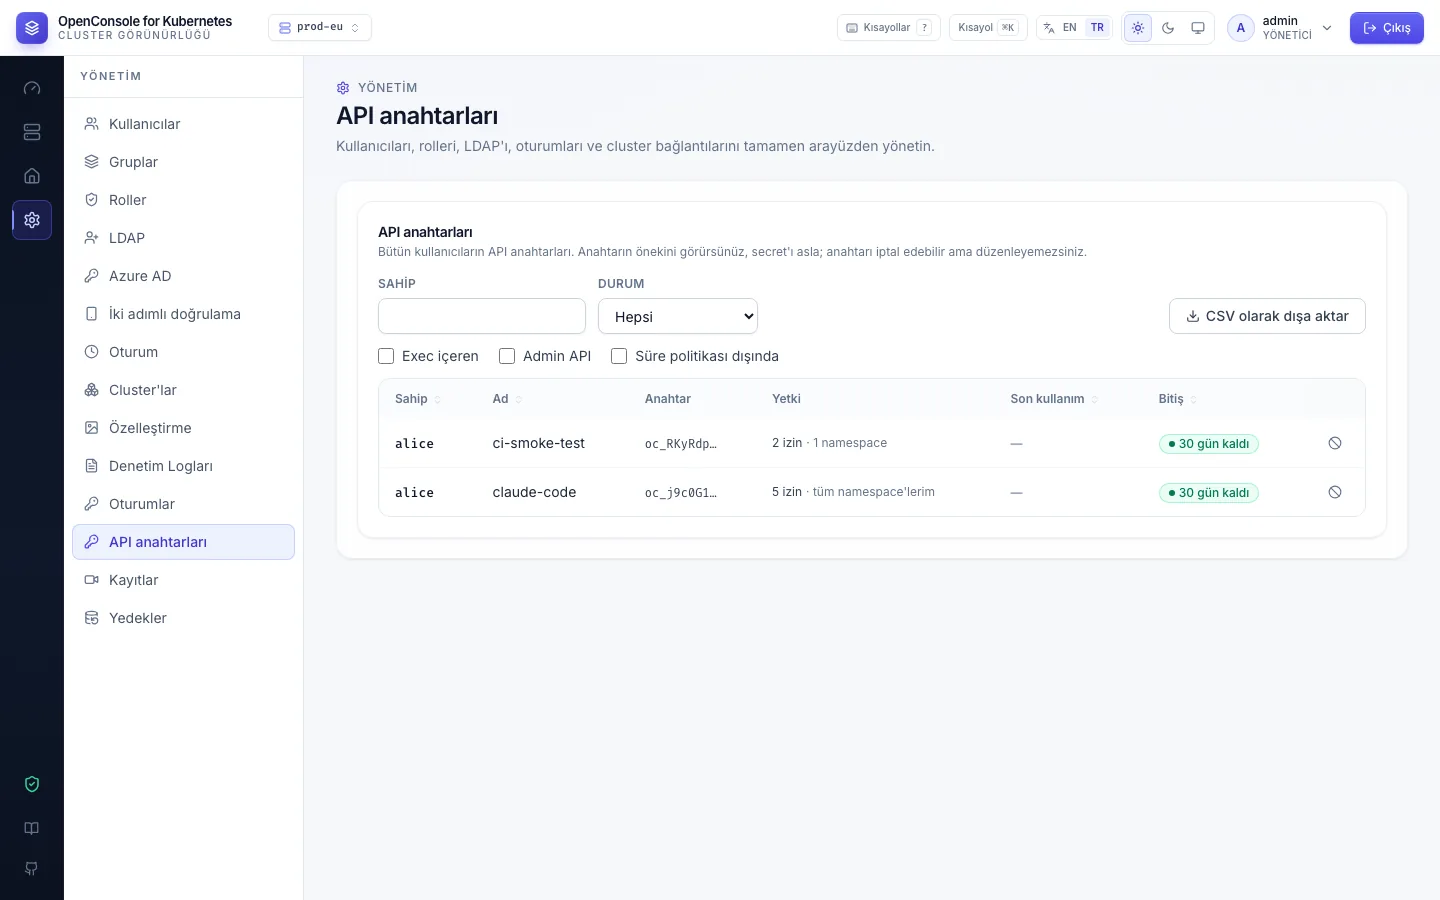 OpenConsole for Kubernetes
CLUSTER GÖRÜNÜRLÜĞÜ
prod-eu
Kısayollar ?
Kısayol ⌘K
EN TR
A
admin
YÖNETİCİ
Çıkış
YÖNETİM
Kullanıcılar
Gruplar
Roller
LDAP
Azure AD
İki adımlı doğrulama
Oturum
Cluster'lar
Özelleştirme
Denetim Logları
Oturumlar
API anahtarları
Kayıtlar
Yedekler
YÖNETİM
API anahtarları
Kullanıcıları, rolleri, LDAP'ı, oturumları ve cluster bağlantılarını tamamen arayüzden yönetin.
API anahtarları
Bütün kullanıcıların API anahtarları. Anahtarın önekini görürsünüz, secret'ı asla; anahtarı iptal edebilir ama düzenleyemezsiniz.
SAHİP DURUM
Hepsi
CSV olarak dışa aktar
Exec içeren Admin API Süre politikası dışında
Sahip Ad Anahtar Yetki Son kullanım Bitiş
alice ci-smoke-test oc_RKyRdp… 2 izin · 1 namespace — 30 gün kaldı
alice claude-code oc_j9c0G1… 5 izin · tüm namespace'lerim — 30 gün kaldı